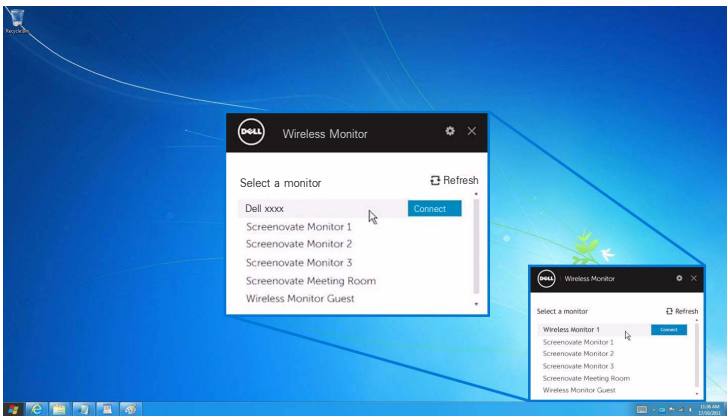 Recycle Bin
DELL
Wireless Monitor
Select a monitor
Refresh
Dell xxxx
Connect
Screenovate Monitor 1
Screenovate Monitor 2
Screenovate Monitor 3
Screenovate Meeting Room
Wireless Monitor Guest
DELL
Wireless Monitor
Select a monitor
Refresh
Wireless Monitor 1
Connect
Screenovate Monitor 1
Screenovate Monitor 2
Screenovate Monitor 3
Screenovate Meeting Room
Wireless Monitor Guest